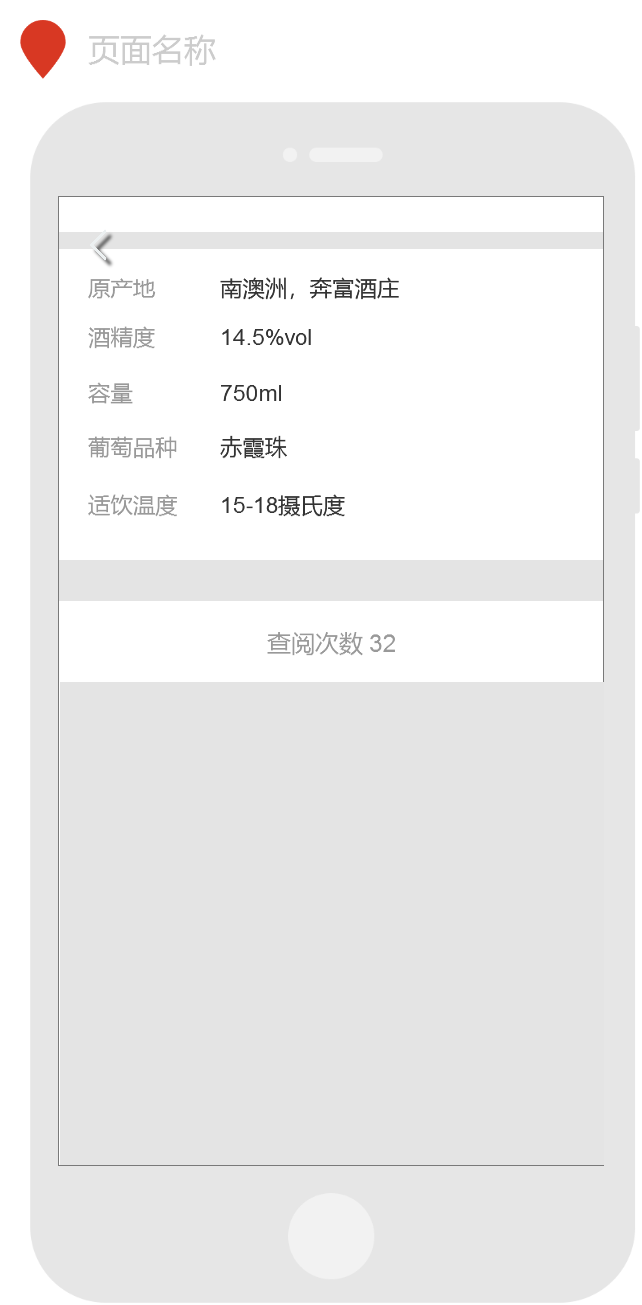 页面名称
原产地 南澳洲，奔富酒庄
酒精度 14.5%vol
容量 750ml
葡萄品种 赤霞珠
适饮温度 15-18摄氏度
查阅次数 32